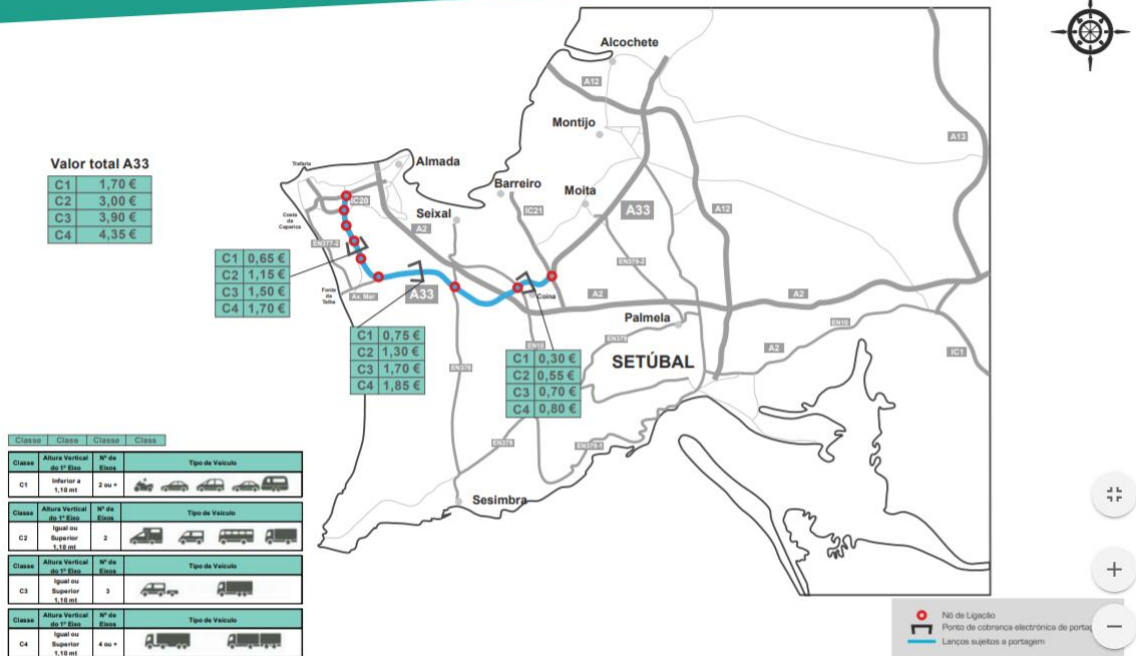 Valor total A33
C1 1,70 €
C2 3,00 €
C3 3,90 €
C4 4,35 €
Alcochete
A12
Montijo
A13
Trafaria
Almada
Barreiro
Moita
IC20
Costa
da
Caparica
Seixal
IC21
A33
A12
A2
EN377-2
C1 0,65 €
C2 1,15 €
C3 1,50 €
C4 1,70 €
EN379-2
Fonte
da
Telha
Av. Mar
A33
Coina
A2
A2
Palmela
EN10
C1 0,75 €
C2 1,30 €
C3 1,70 €
C4 1,85 €
EN10
EN379
A2
IC1
C1 0,30 €
C2 0,55 €
C3 0,70 €
C4 0,80 €
SETÚBAL
EN378
EN379
EN379-1
Sesimbra
Classe Clase Classe Class
Classe Altura Vertical do 1º Eixo Nº de Eixos Tipo de Veículo
C1 Inferior a 1,10 mt 2 ou +
Classe Altura Vertical do 1º Eixo Nº de Eixos Tipo de Veículo
C2 Igual ou Superior 1,10 mt 2
Classe Altura Vertical do 1º Eixo Nº de Eixos Tipo de Veículo
C3 Igual ou Superior 1,10 mt 3
Classe Altura Vertical do 1º Eixo Nº de Eixos Tipo de Veículo
C4 Igual ou Superior 1,10 mt 4 ou +
Nó de Ligação
Ponto de cobrança electrónica de portag
Lanços sujeitos a portagem